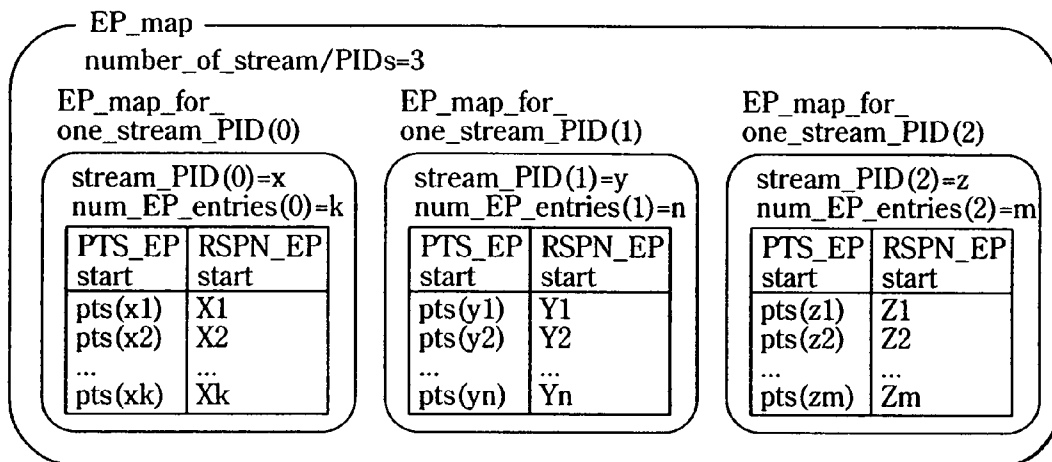 EP_map
number_of_stream/PIDs=3
EP_map_for_
one_stream_PID(0)
stream_PID(0)=x
num_EP_entries(0)=k
PTS_EP RSPN_EP
start start
pts(x1) X1
pts(x2) X2
... ...
pts(xk) Xk
EP_map_for_
one_stream_PID(1)
stream_PID(1)=y
num_EP_entries(1)=n
PTS_EP RSPN_EP
start start
pts(y1) Y1
pts(y2) Y2
... ...
pts(yn) Yn
EP_map_for_
one_stream_PID(2)
stream_PID(2)=z
num_EP_entries(2)=m
PTS_EP RSPN_EP
start start
pts(z1) Z1
pts(z2) Z2
... ...
pts(zm) Zm